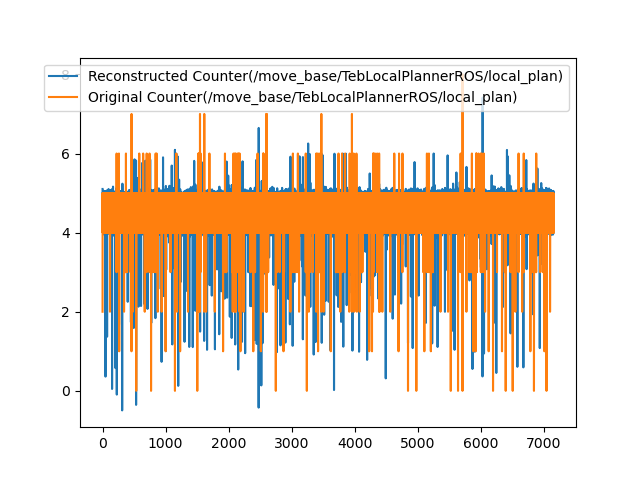 8
Reconstructed Counter(/move_base/TebLocalPlannerROS/local_plan)
Original Counter(/move_base/TebLocalPlannerROS/local_plan)
6
4
2
0
0 1000 2000 3000 4000 5000 6000 7000